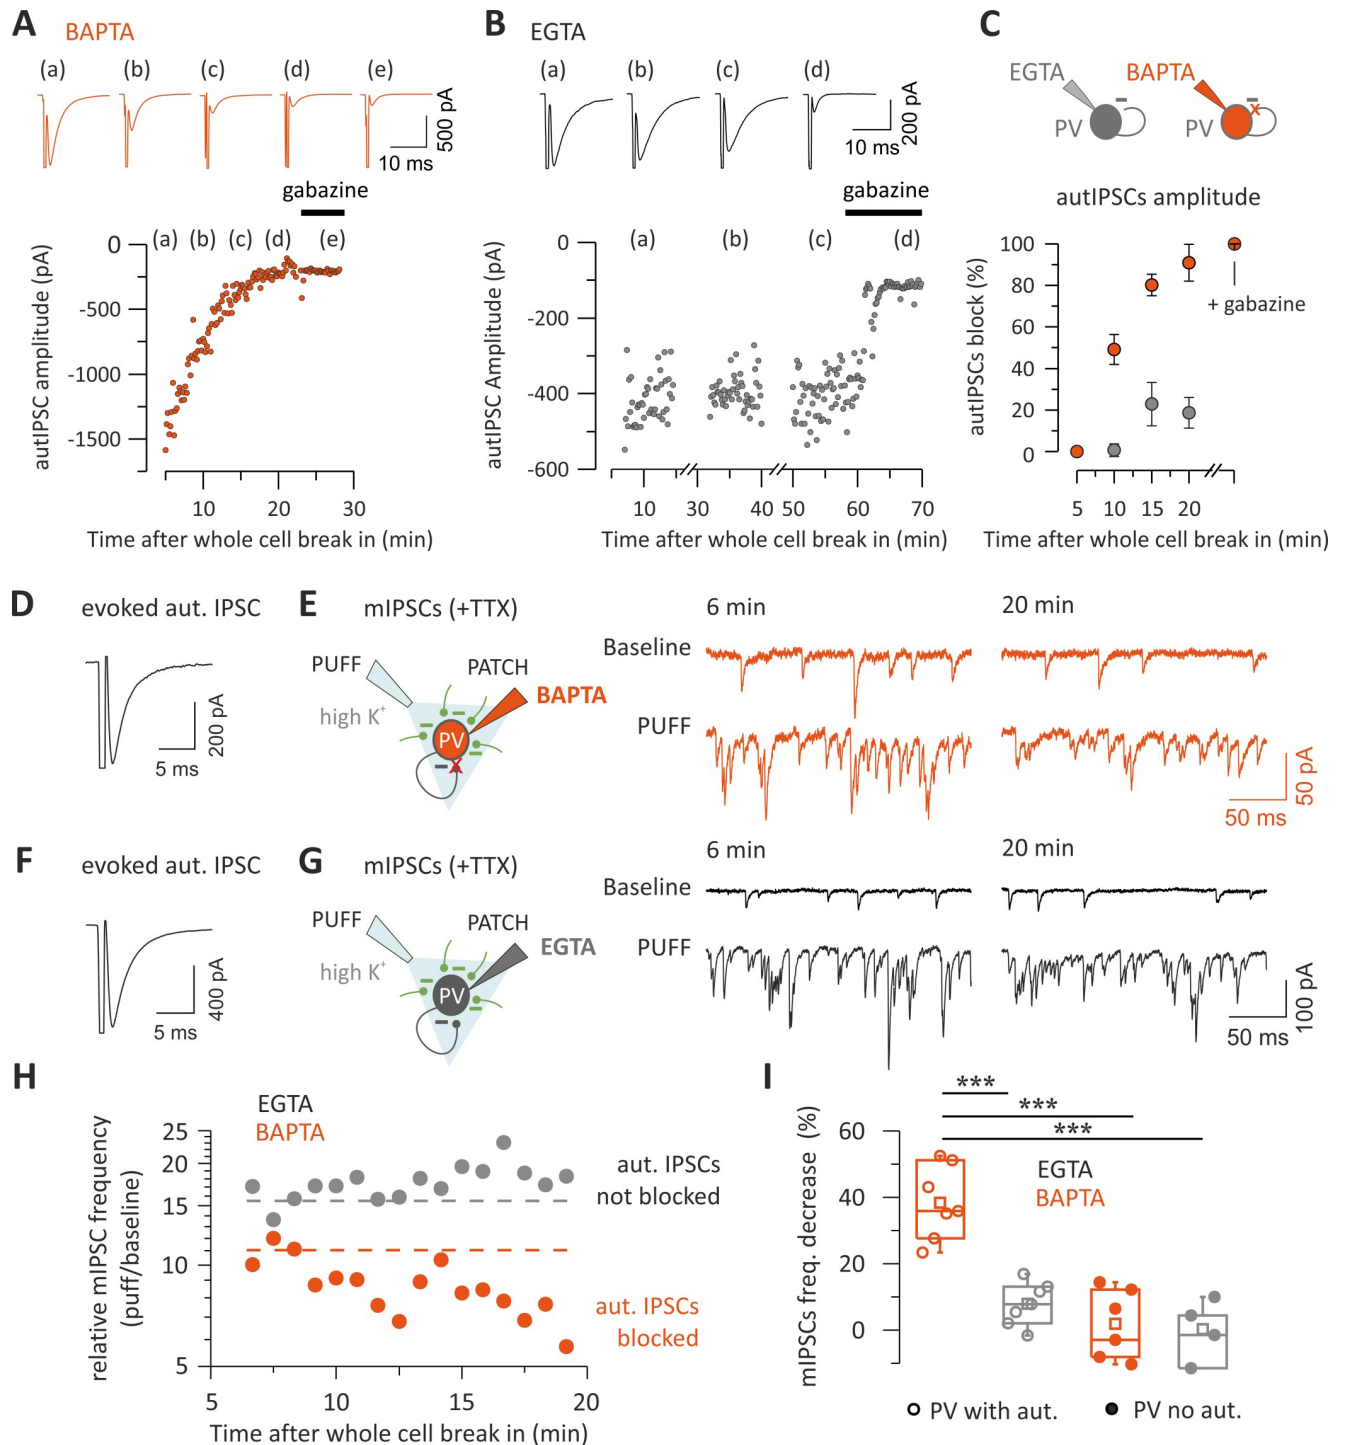 A
BAPTA
(a) (b) (c) (d) (e)
500 pA
10 ms
gabazine
(a) (b) (c) (d) (e)
autIPSC amplitude (pA)
0
-500
-1000
-1500
10 20 30
Time after whole cell break in (min)
B
EGTA
(a) (b) (c) (d)
200 pA
10 ms
gabazine
(a) (b) (c) (d)
autIPSC Amplitude (pA)
0
-200
-400
-600
10 30 40 50 60 70
Time after whole cell break in (min)
C
EGTA BAPTA
PV PV
x
autIPSCs amplitude
autIPSCs block (%)
100
80
60
40
20
0
+ gabazine
5 10 15 20
Time after whole cell break in (min)
D
evoked aut. IPSC
200 pA
5 ms
E
mIPSCs (+TTX)
PUFF
PATCH
BAPTA
high K+
PV
X
6 min 20 min
Baseline
PUFF
50 pA
50 ms
F
evoked aut. IPSC
400 pA
5 ms
G
mIPSCs (+TTX)
PUFF
PATCH
EGTA
high K+
PV
6 min 20 min
Baseline
PUFF
100 pA
50 ms
H
EGTA
BAPTA
relative mIPSC frequency
(puff/baseline)
25
20
15
10
5
aut. IPSCs
not blocked
aut. IPSCs
blocked
5 10 15 20
Time after whole cell break in (min)
I
***
***
***
mIPSCs freq. decrease (%)
60
40
20
0
EGTA
BAPTA
PV with aut. PV no aut.